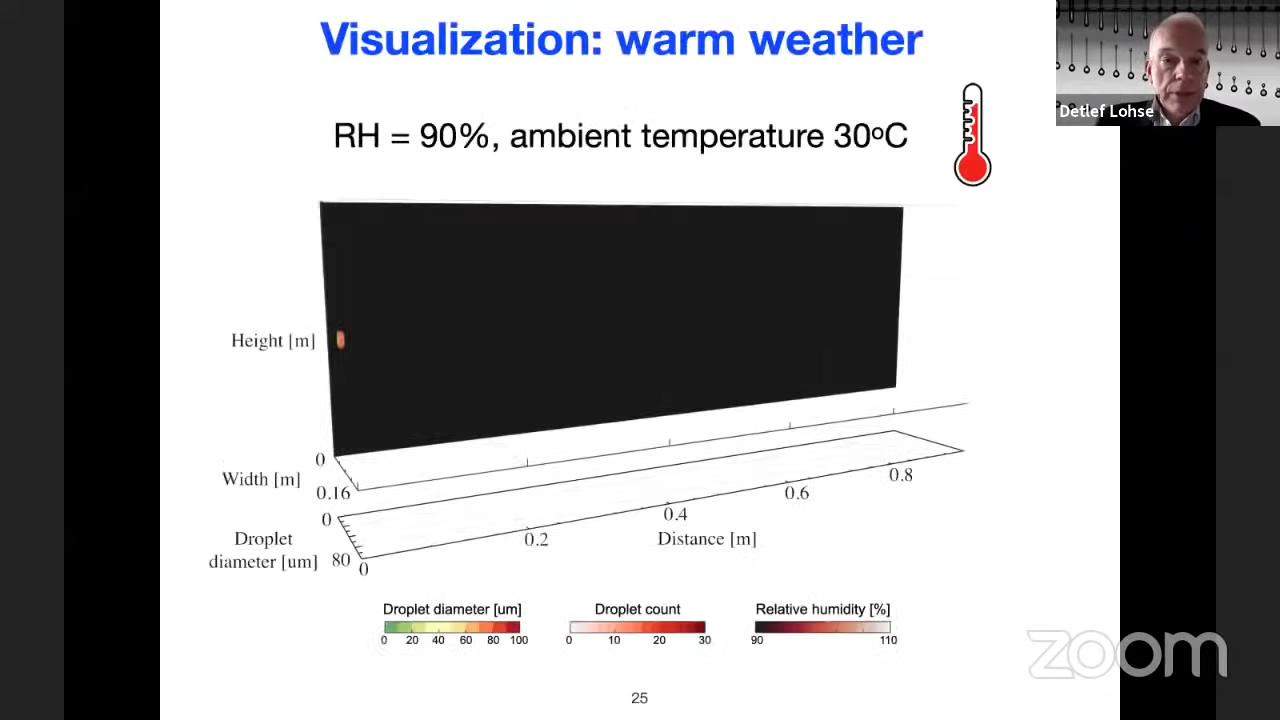 Visualization: warm weather
Detlef Lohse
RH = 90%, ambient temperature 30°C
Height [m]
0
Width [m]
0.16
0
0.8
0.6
0.4
Droplet
Distance [m]
0.2
diameter [um]
80
0
Droplet diameter [um]
Droplet count
Relative humidity [%]
0 20 40 60 80 100
0 10 20 30
90 110
zoom
25